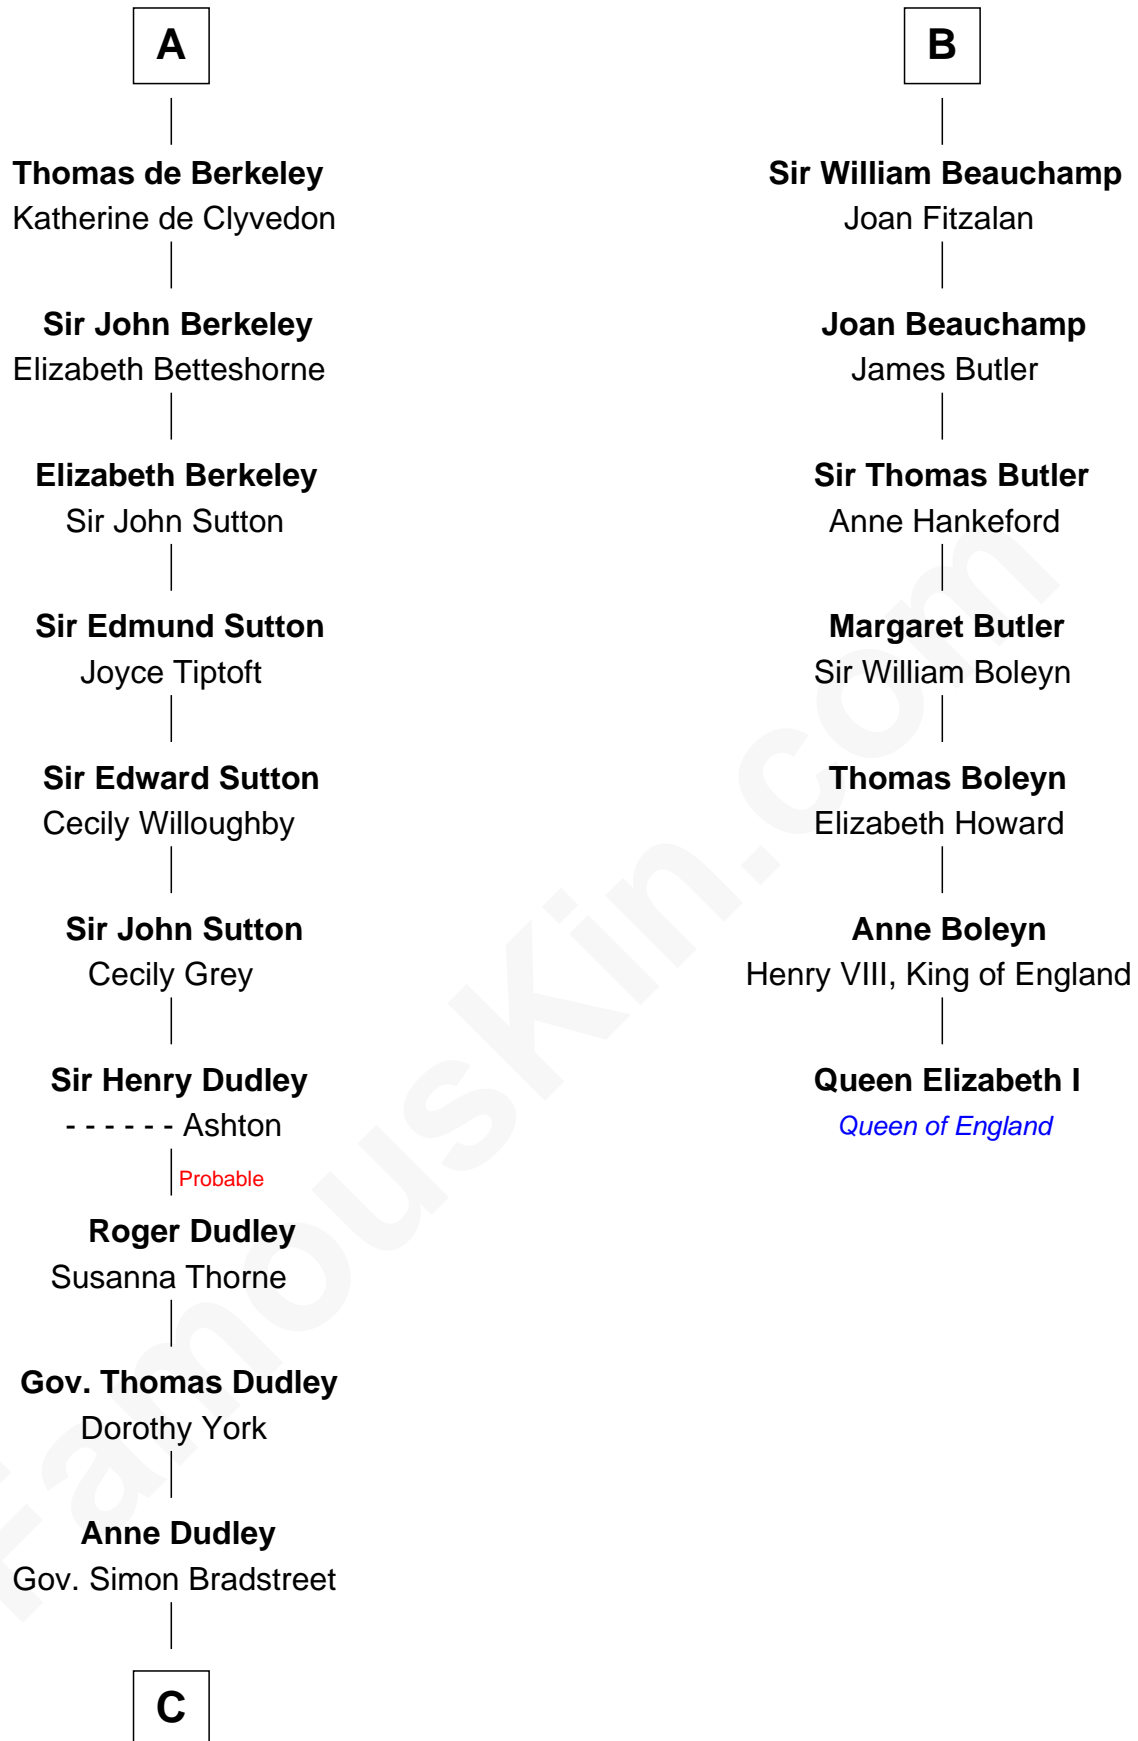 A
Thomas de Berkeley
Katherine de Clyvedon
Sir John Berkeley
Elizabeth Betteshorne
Elizabeth Berkeley
Sir John Sutton
Sir Edmund Sutton
Joyce Tiptoft
Sir Edward Sutton
Cecily Willoughby
Sir John Sutton
Cecily Grey
Sir Henry Dudley
- - - - - - Ashton
Probable
Roger Dudley
Susanna Thorne
Gov. Thomas Dudley
Dorothy York
Anne Dudley
Gov. Simon Bradstreet
C
B
Sir William Beauchamp
Joan Fitzalan
Joan Beauchamp
James Butler
Sir Thomas Butler
Anne Hankeford
Margaret Butler
Sir William Boleyn
Thomas Boleyn
Elizabeth Howard
Anne Boleyn
Henry VIII, King of England
Queen Elizabeth I
Queen of England
FamousKin.com